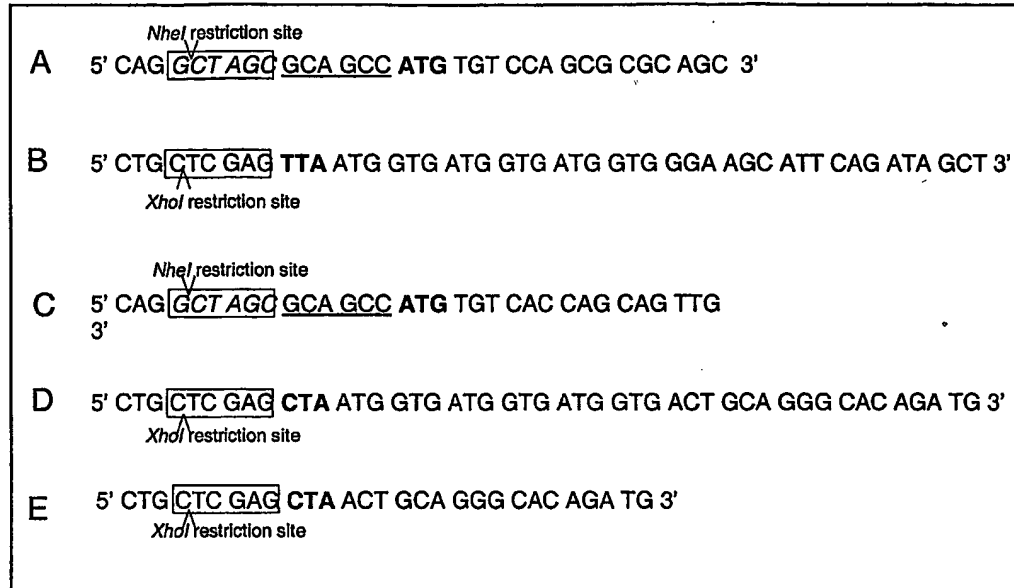 NheI restriction site
A 5' CAG GCT AGC GCA GCC ATG TGT CCA GCG CGC AGC 3'
B 5' CTG CTC GAG TTA ATG GTG ATG GTG ATG GTG GGA AGC ATT CAG ATA GCT 3'
XhoI restriction site
NheI restriction site
C 5' CAG GCT AGC GCA GCC ATG TGT CAC CAG CAG TTG
3'
D 5' CTG CTC GAG CTA ATG GTG ATG GTG ATG GTG ACT GCA GGG CAC AGA TG 3'
XhoI restriction site
E 5' CTG CTC GAG CTA ACT GCA GGG CAC AGA TG 3'
XhoI restriction site